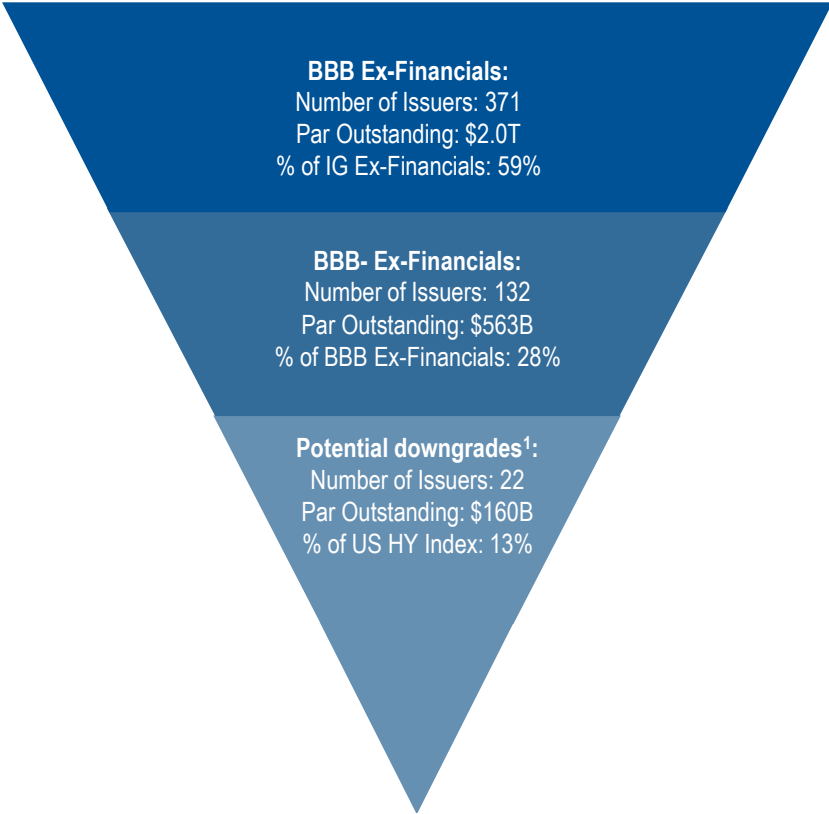 BBB Ex-Financials:
Number of Issuers: 371
Par Outstanding: $2.0T
% of IG Ex-Financials: 59%
BBB- Ex-Financials:
Number of Issuers: 132
Par Outstanding: $563B
% of BBB Ex-Financials: 28%
Potential downgrades¹:
Number of Issuers: 22
Par Outstanding: $160B
% of US HY Index: 13%